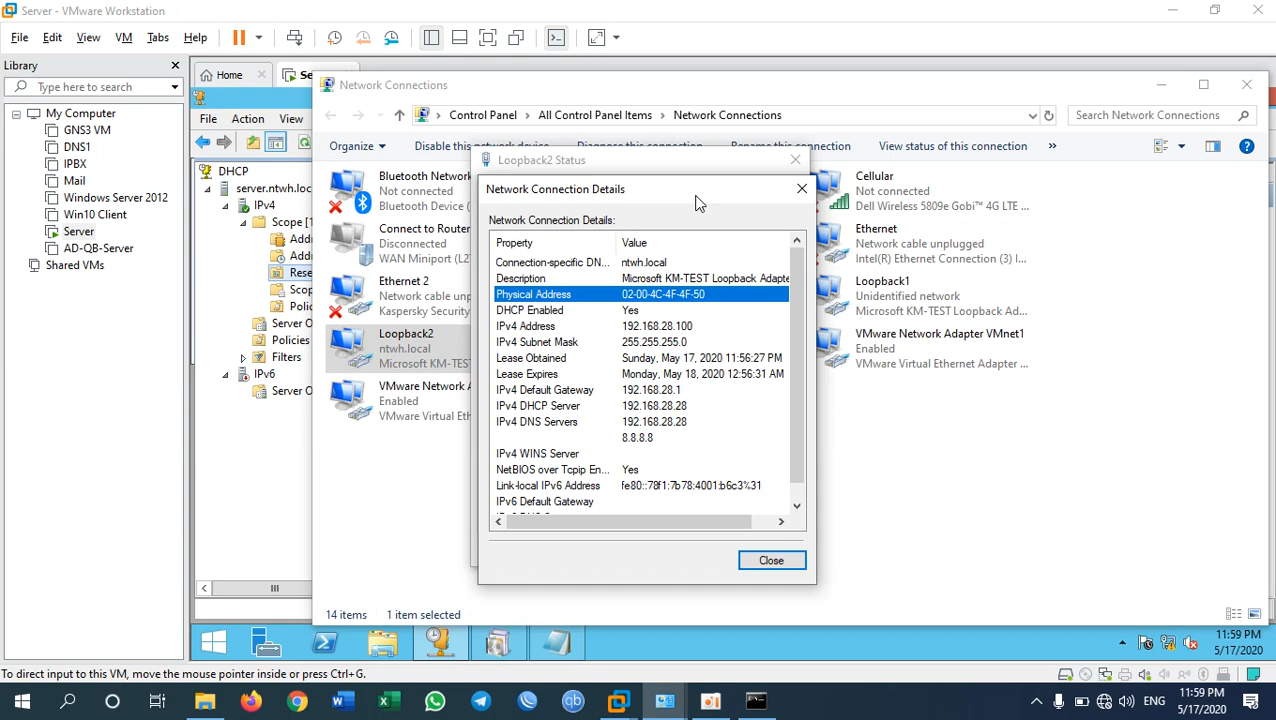 Server - VMware Workstation
File Edit View VM Tabs Help
Library
Type here to search
My Computer
GNS3 VM
DNS1
IPBX
Mail
Windows Server 2012
Win10 Client
Server
AD-QB-Server
Shared VMs
Home
Se
File Action View
DHCP
server.ntwh.loc
IPv4
Scope [1
Addi
Addi
Rese
Scop
Polic
Server O
Policies
Filters
IPv6
Server O
Network Connections
Control Panel
All Control Panel Items
Network Connections
Search Network Connections
Organize
Disable this network device
Diagnose this connection
Rename this connection
View status of this connection
»
Bluetooth Netwo
Not connected
Bluetooth Device (
Connect to Router
Disconnected
WAN Miniport (L2T
Ethernet 2
Network cable unp
Kaspersky Security
Loopback2
ntwh.local
Microsoft KM-TEST
VMware Network A
Enabled
VMware Virtual Eth
Cellular
Not connected
Dell Wireless 5809e Gobi™ 4G LTE ...
Ethernet
Network cable unplugged
Intel(R) Ethernet Connection (3) I...
Loopback1
Unidentified network
Microsoft KM-TEST Loopback Ad...
VMware Network Adapter VMnet1
Enabled
VMware Virtual Ethernet Adapter ...
14 items
1 item selected
Loopback2 Status
Network Connection Details
Network Connection Details:
Property Value
Connection-specific DN... ntwh.local
Description Microsoft KM-TEST Loopback Adapte
Physical Address 02-00-4C-4F-4F-50
DHCP Enabled Yes
IPv4 Address 192.168.28.100
IPv4 Subnet Mask 255.255.255.0
Lease Obtained Sunday, May 17, 2020 11:56:27 PM
Lease Expires Monday, May 18, 2020 12:56:31 AM
IPv4 Default Gateway 192.168.28.1
IPv4 DHCP Server 192.168.28.28
IPv4 DNS Servers 192.168.28.28
8.8.8.8
IPv4 WINS Server
NetBIOS over Tcpip En... Yes
Link-local IPv6 Address fe80::78f1:7b78:4001:b6c3%31
IPv6 Default Gateway
Close
11:59 PM
5/17/2020
To direct input to this VM, move the mouse pointer inside or press Ctrl+G.
ENG
11:59 PM
5/17/2020